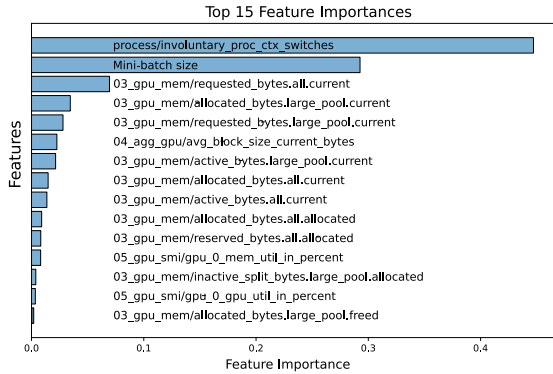 Top 15 Feature Importances
process/involuntary_proc_ctx_switches
Mini-batch size
03_gpu_mem/requested_bytes.all.current
03_gpu_mem/allocated_bytes.large_pool.current
03_gpu_mem/requested_bytes.large_pool.current
04_agg_gpu/avg_block_size_current_bytes
03_gpu_mem/active_bytes.large_pool.current
03_gpu_mem/allocated_bytes.all.current
03_gpu_mem/active_bytes.all.current
03_gpu_mem/allocated_bytes.all.allocated
03_gpu_mem/reserved_bytes.all.allocated
05_gpu_smi/gpu_0_mem_util_in_percent
03_gpu_mem/inactive_split_bytes.large_pool.allocated
05_gpu_smi/gpu_0_gpu_util_in_percent
03_gpu_mem/allocated_bytes.large_pool.freed
Features
0.0 0.1 0.2 0.3 0.4
Feature Importance